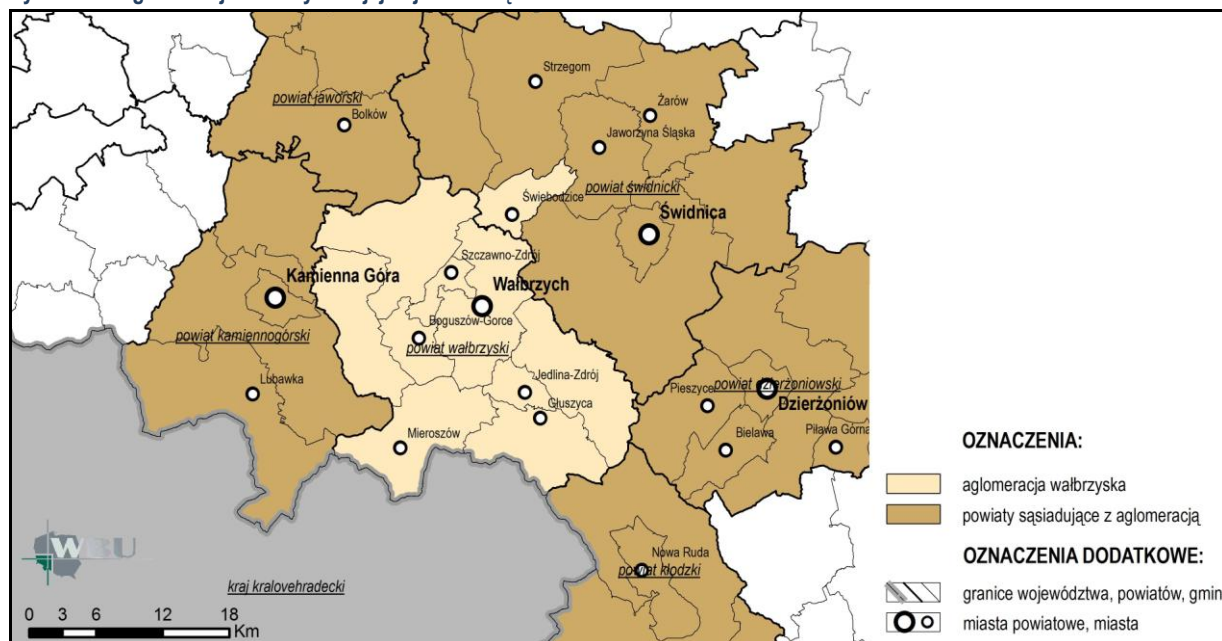 Strzegom
powiat jaworski
Żarów
Bolków
Jaworzyna Śląska
powiat świdnicki
Świebodzice
Świdnica
Szczawno-Zdrój
Kamienna Góra
Wałbrzych
Boguszów-Gorce
powiat kamiennogórski
powiat wałbrzyski
Jedlina-Zdrój
Lubawka
Głuszyca
Pieszyce
powiat dzierżoniowski
Dzierżoniów
Mieroszów
Bielawa
Piława Górna
OZNACZENIA:
aglomeracja wałbrzyska
powiaty sąsiadujące z aglomeracją
WBU
Nowa Ruda
powiat kłodzki
OZNACZENIA DODATKOWE:
kraj kralovehradecki
granice województwa, powiatów, gmin
0 3 6 12 18
Km
miasta powiatowe, miasta